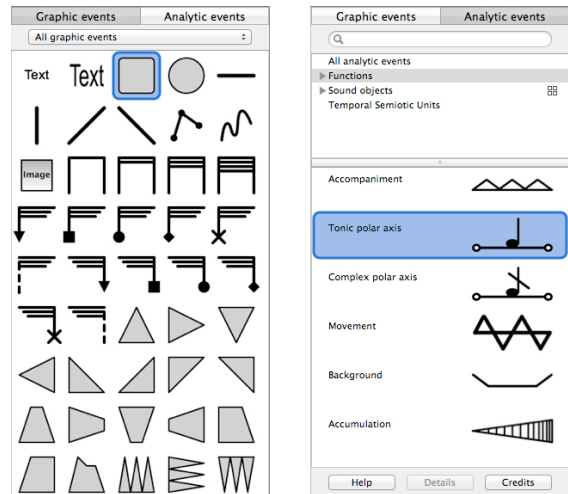 Graphic events
Analytic events
All graphic events
Text
Text
Image
Graphic events
Analytic events
All analytic events
Functions
Sound objects
Temporal Semiotic Units
Accompaniment
Tonic polar axis
Complex polar axis
Movement
Background
Accumulation
Help
Details
Credits